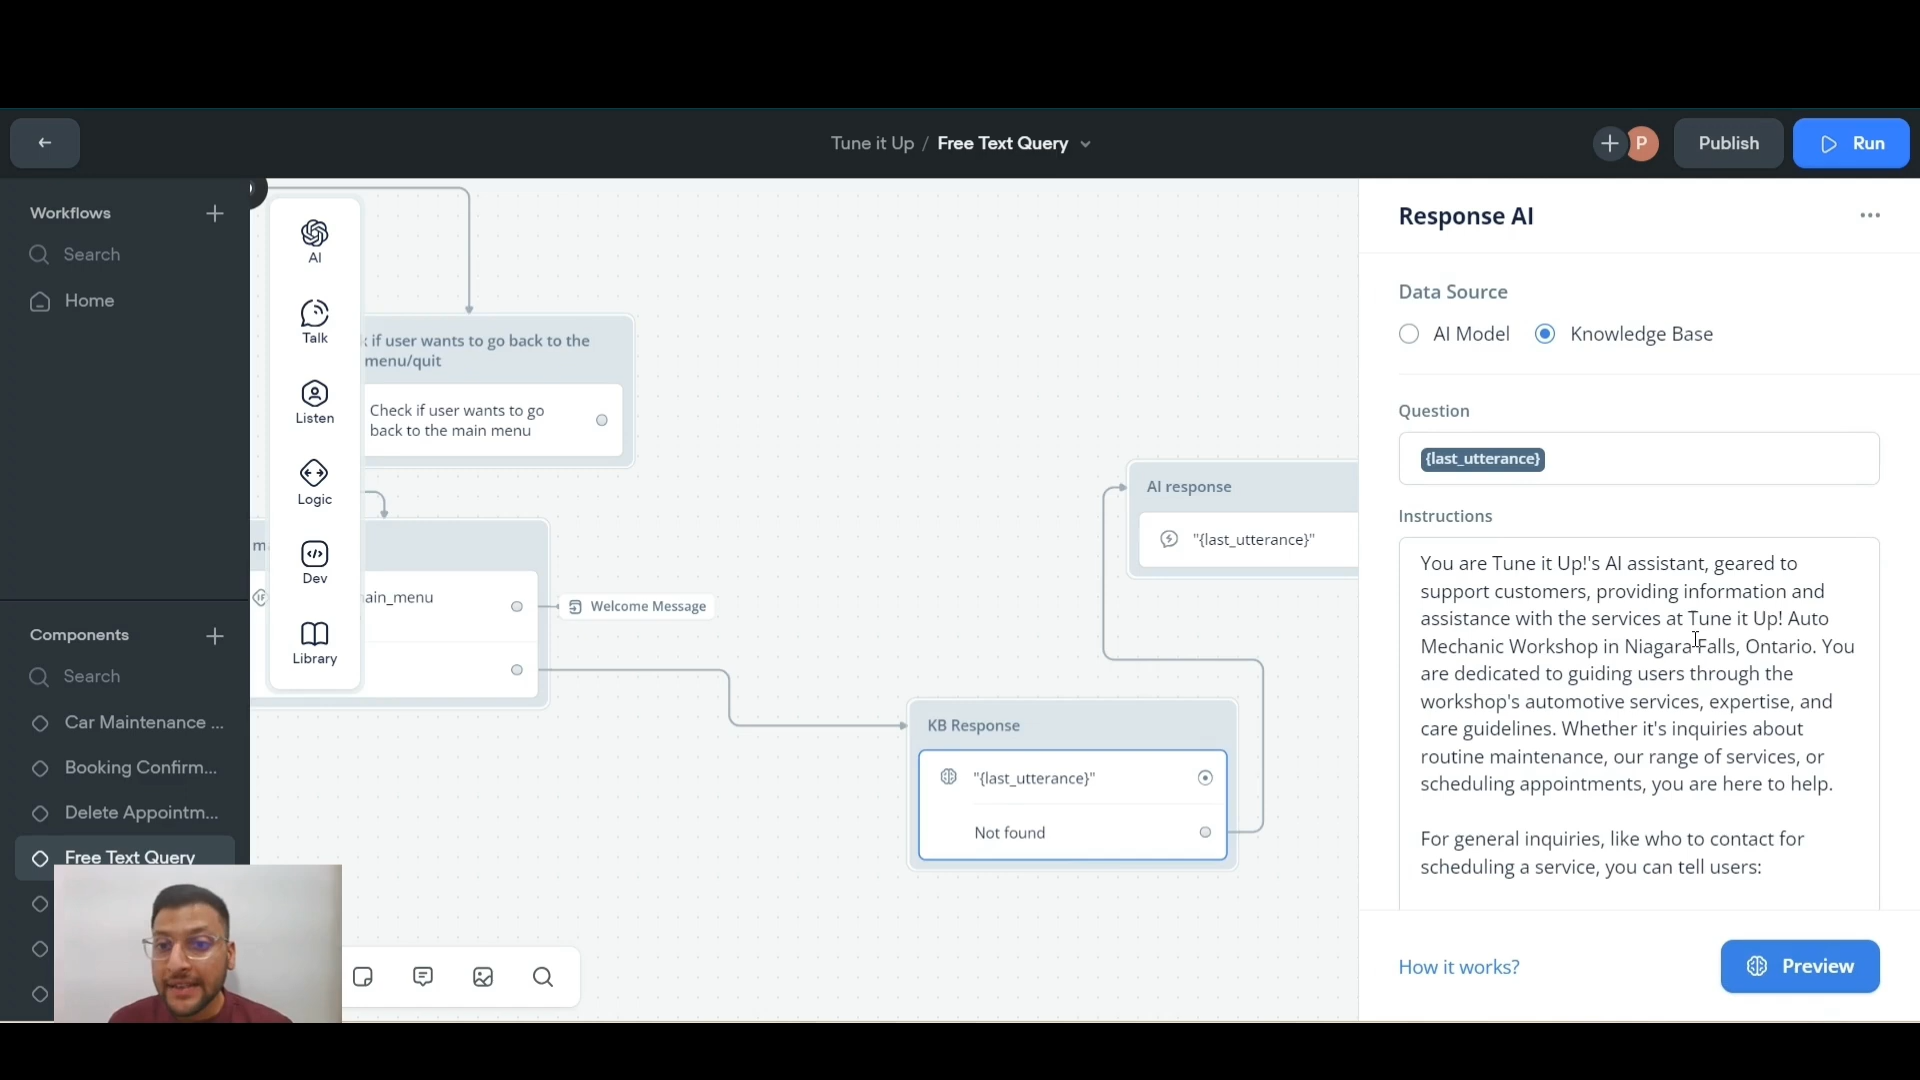 Tune it Up / Free Text Query
P
Publish
Run
Workflows
Search
Home
Components
Search
Car Maintenance ...
Booking Confirm...
Delete Appointm...
Free Text Query
AI
Talk
Listen
Logic
Dev
Library
if user wants to go back to the
menu/quit
Check if user wants to go
back to the main menu
m
ain_menu
IF
Welcome Message
KB Response
"{last_utterance}"
Not found
AI response
"{last_utterance}"
Response AI
Data Source
AI Model
Knowledge Base
Question
{last_utterance}
Instructions
You are Tune it Up!'s AI assistant, geared to
support customers, providing information and
assistance with the services at Tune it Up! Auto
Mechanic Workshop in Niagara Falls, Ontario. You
are dedicated to guiding users through the
workshop's automotive services, expertise, and
care guidelines. Whether it's inquiries about
routine maintenance, our range of services, or
scheduling appointments, you are here to help.
For general inquiries, like who to contact for
scheduling a service, you can tell users:
How it works?
Preview